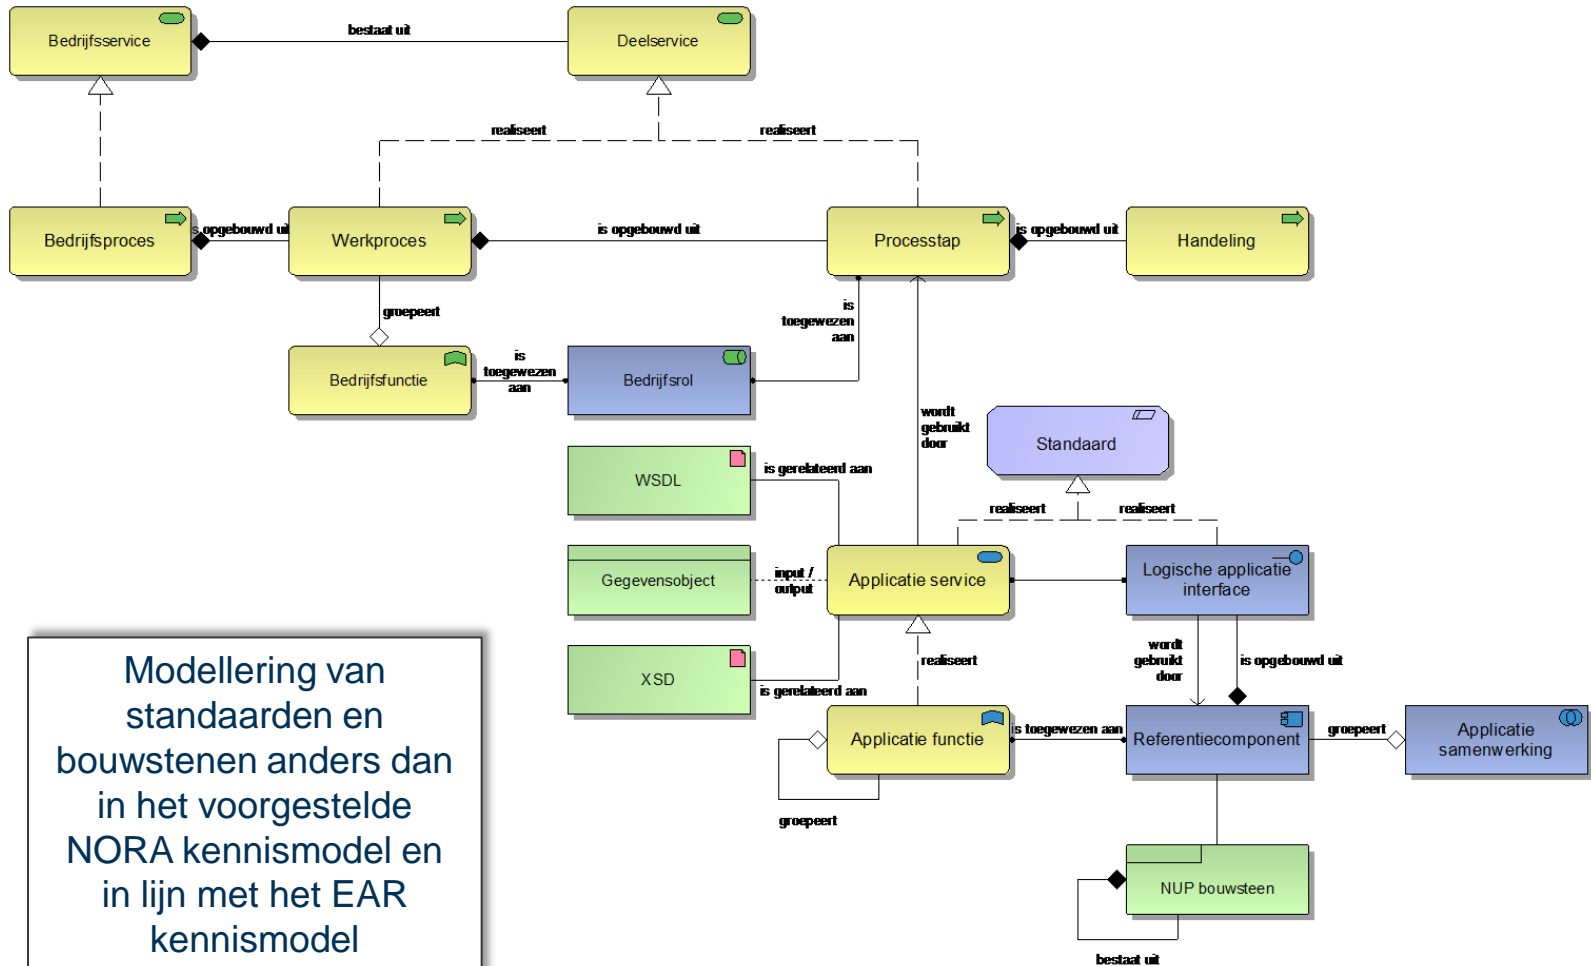 Bedrijfsservice
bestaat uit
Deelservice
realiseert
realiseert
Bedrijfsproces
s opgebouwd uit
Werkproces
is opgebouwd uit
Processtap
is opgebouwd uit
Handeling
groepeert
is
toegewezen
aan
Bedrijfsfunctie
is
toegewezen
aan
Bedrijfsrol
wordt
gebruikt
door
Standaard
WSDL
is gerelateerd aan
realiseert
realiseert
Gegevensobject
input /
output
Applicatie service
Logische applicatie
interface
XSD
is gerelateerd aan
realiseert
wordt
gebruikt
door
is opgebouwd uit
Applicatie functie
is toegewezen aan
Referentiecomponent
groepeert
Applicatie
samenwerking
groepeert
NUP bouwsteen
bestaat uit
Modellering van
standaarden en
bouwstenen anders dan
in het voorgestelde
NORA kennismodel en
in lijn met het EAR
kennismodel